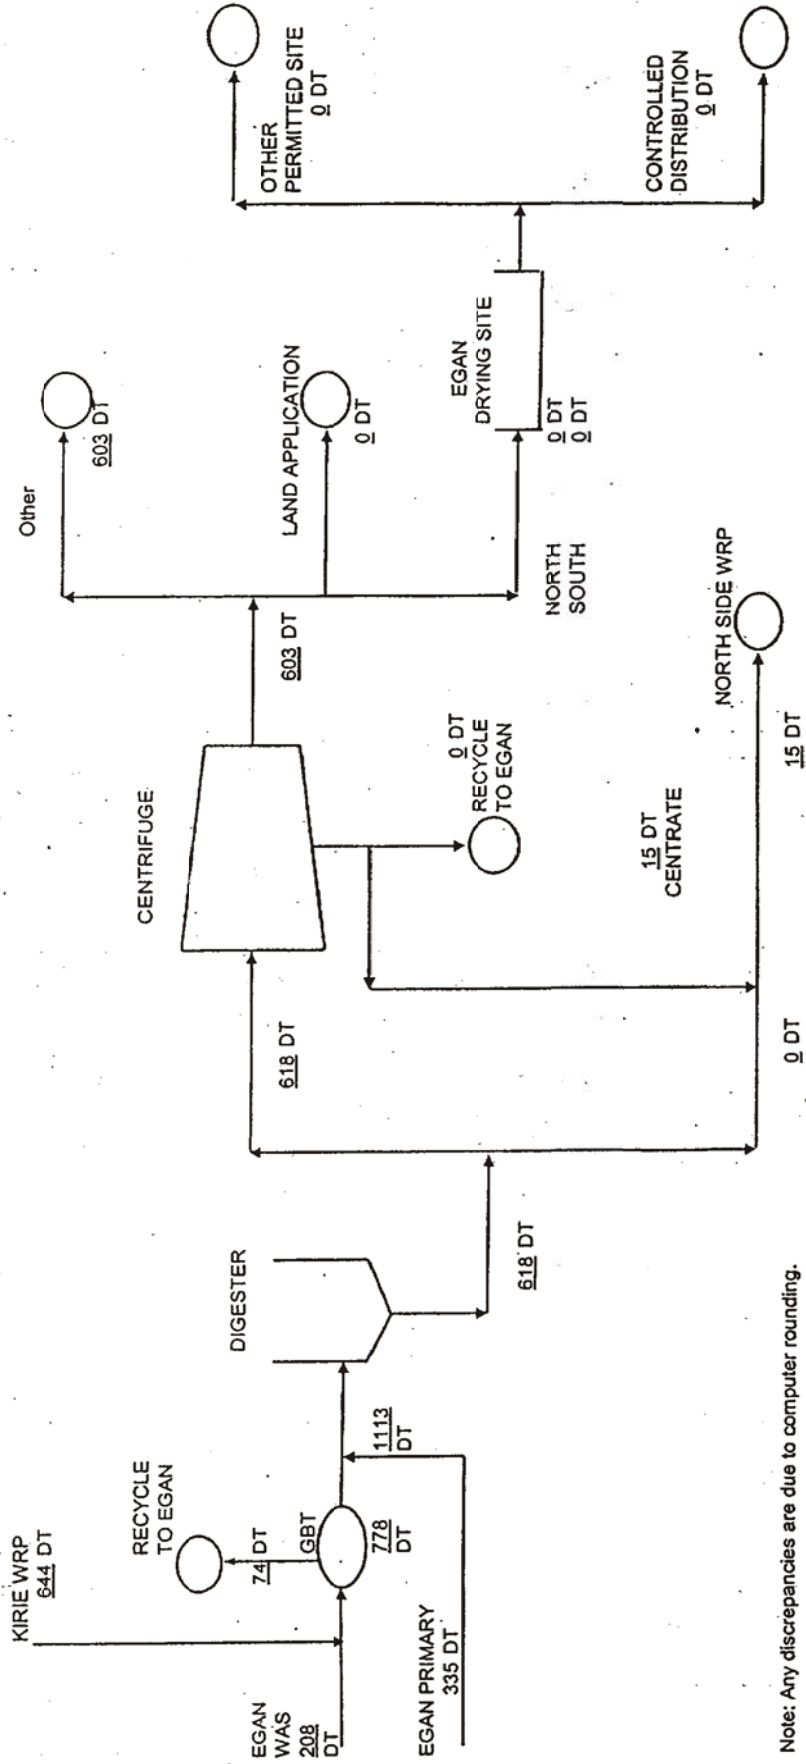 KIRIE WRP
644 DT
EGAN
WAS
208
DT
RECYCLE
TO EGAN
74 DT
GBT
778
DT
EGAN PRIMARY
335 DT
1113
DT
DIGESTER
618 DT
618 DT
0 DT
CENTRIFUGE
0 DT
RECYCLE
TO EGAN
15 DT
CENTRATE
15 DT
NORTH SIDE WRP
603 DT
Other
603 DT
LAND APPLICATION
0 DT
NORTH
SOUTH
0 DT
0 DT
EGAN
DRYING SITE
OTHER
PERMITTED SITE
0 DT
CONTROLLED
DISTRIBUTION
0 DT
Note: Any discrepancies are due to computer rounding.